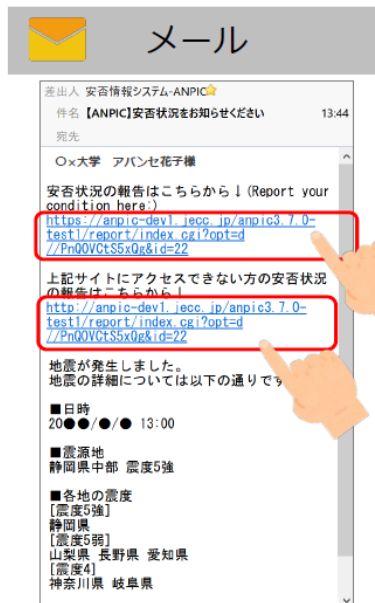 メール
差出人 安否情報システム-ANPIC
件名 【ANPIC】安否状況をお知らせください 13:44
宛先
○×大学 アバンセ花子様
安否状況の報告はこちらから↓(Report your
condition here:)
https://anpic-dev1.jecc.jp/anpic3.7.0-
test1/report/index.cgi?opt=d
//PnQOVCtS5xQg&id=22
上記サイトにアクセスできない方の安否状況
の報告はこちらから↓
http://anpic-dev1.jecc.jp/anpic3.7.0-
test1/report/index.cgi?opt=d
//PnQOVCtS5xQg&id=22
地震が発生しました。
地震の詳細については以下の通りです
■日時
20●●/●/● 13:00
■震源地
静岡県中部 震度5強
■各地の震度
[震度5強]
静岡県
[震度5弱]
山梨県 長野県 愛知県
[震度4]
神奈川県 岐阜県